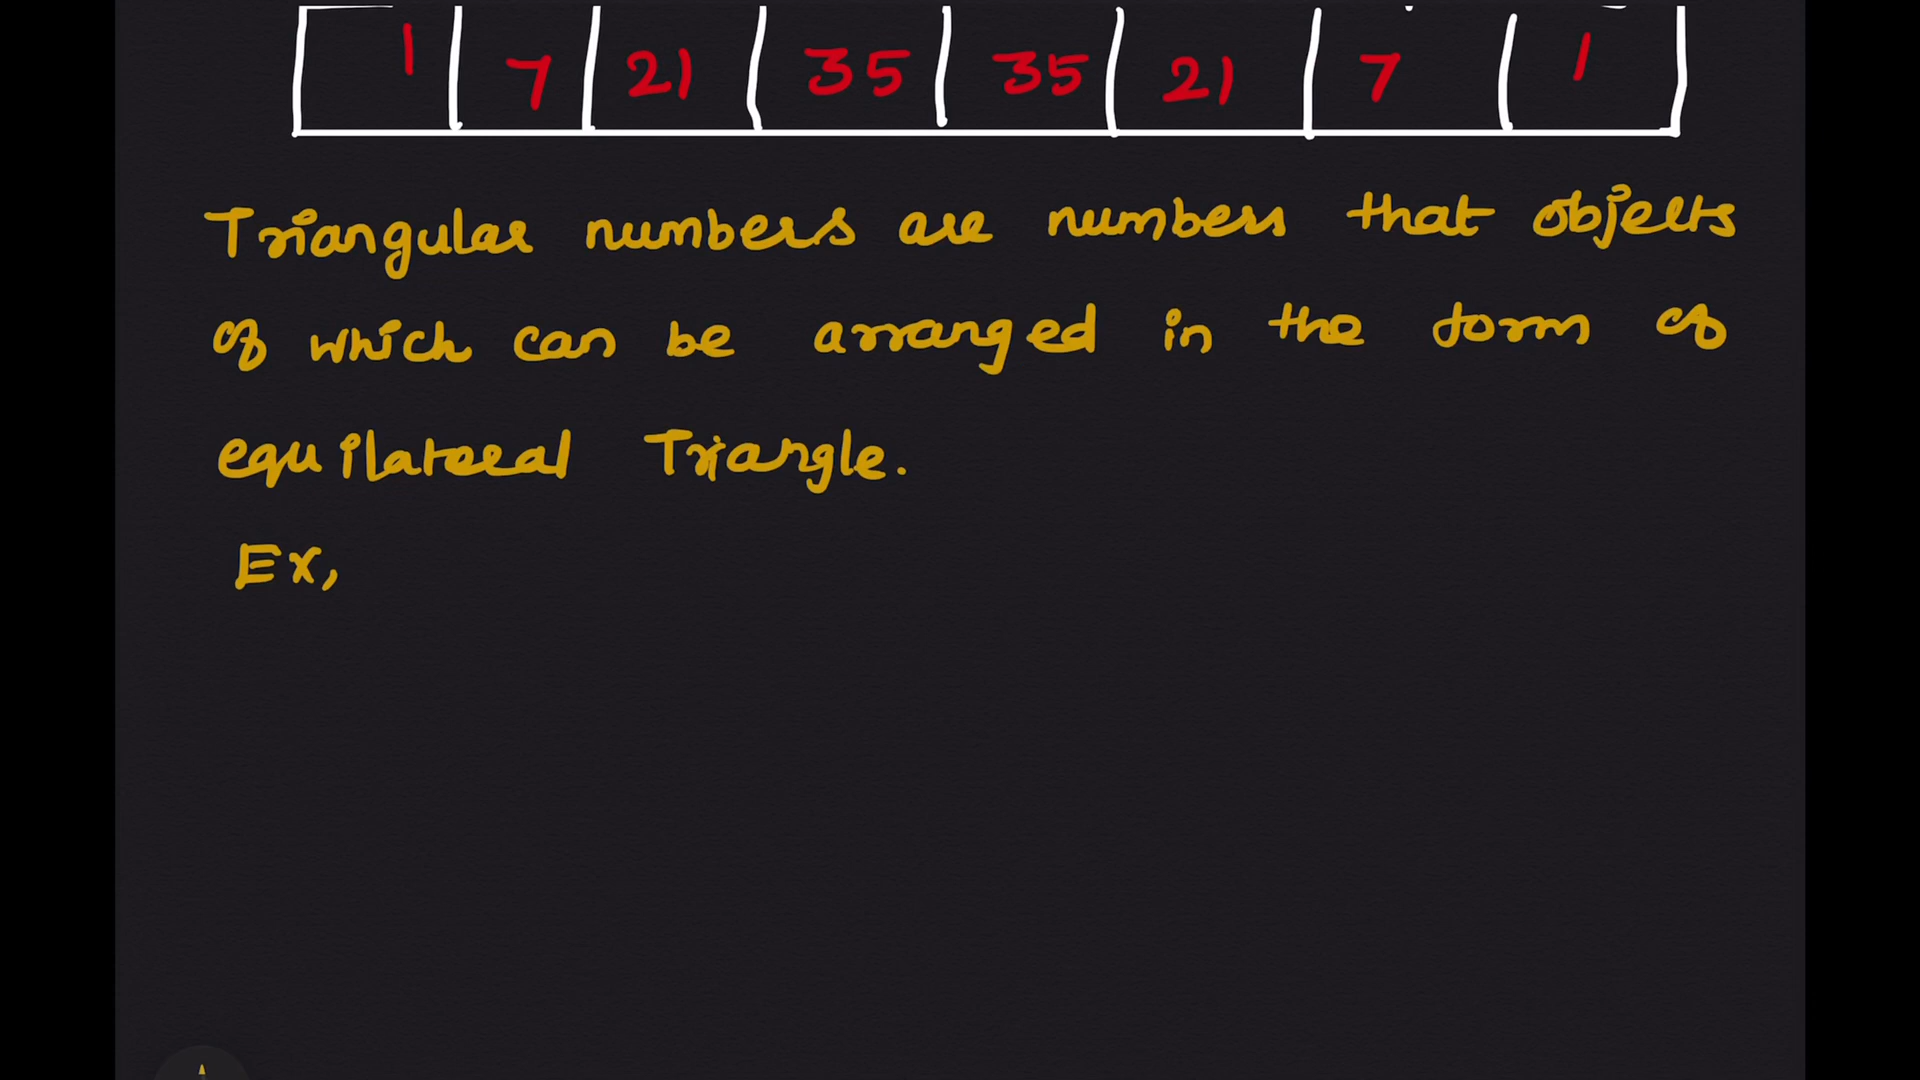 1 7 21 35 35 21 7 1
Triangular numbers are numbers that objects
of which can be arranged in the form of
equilateral Triangle.
Ex,